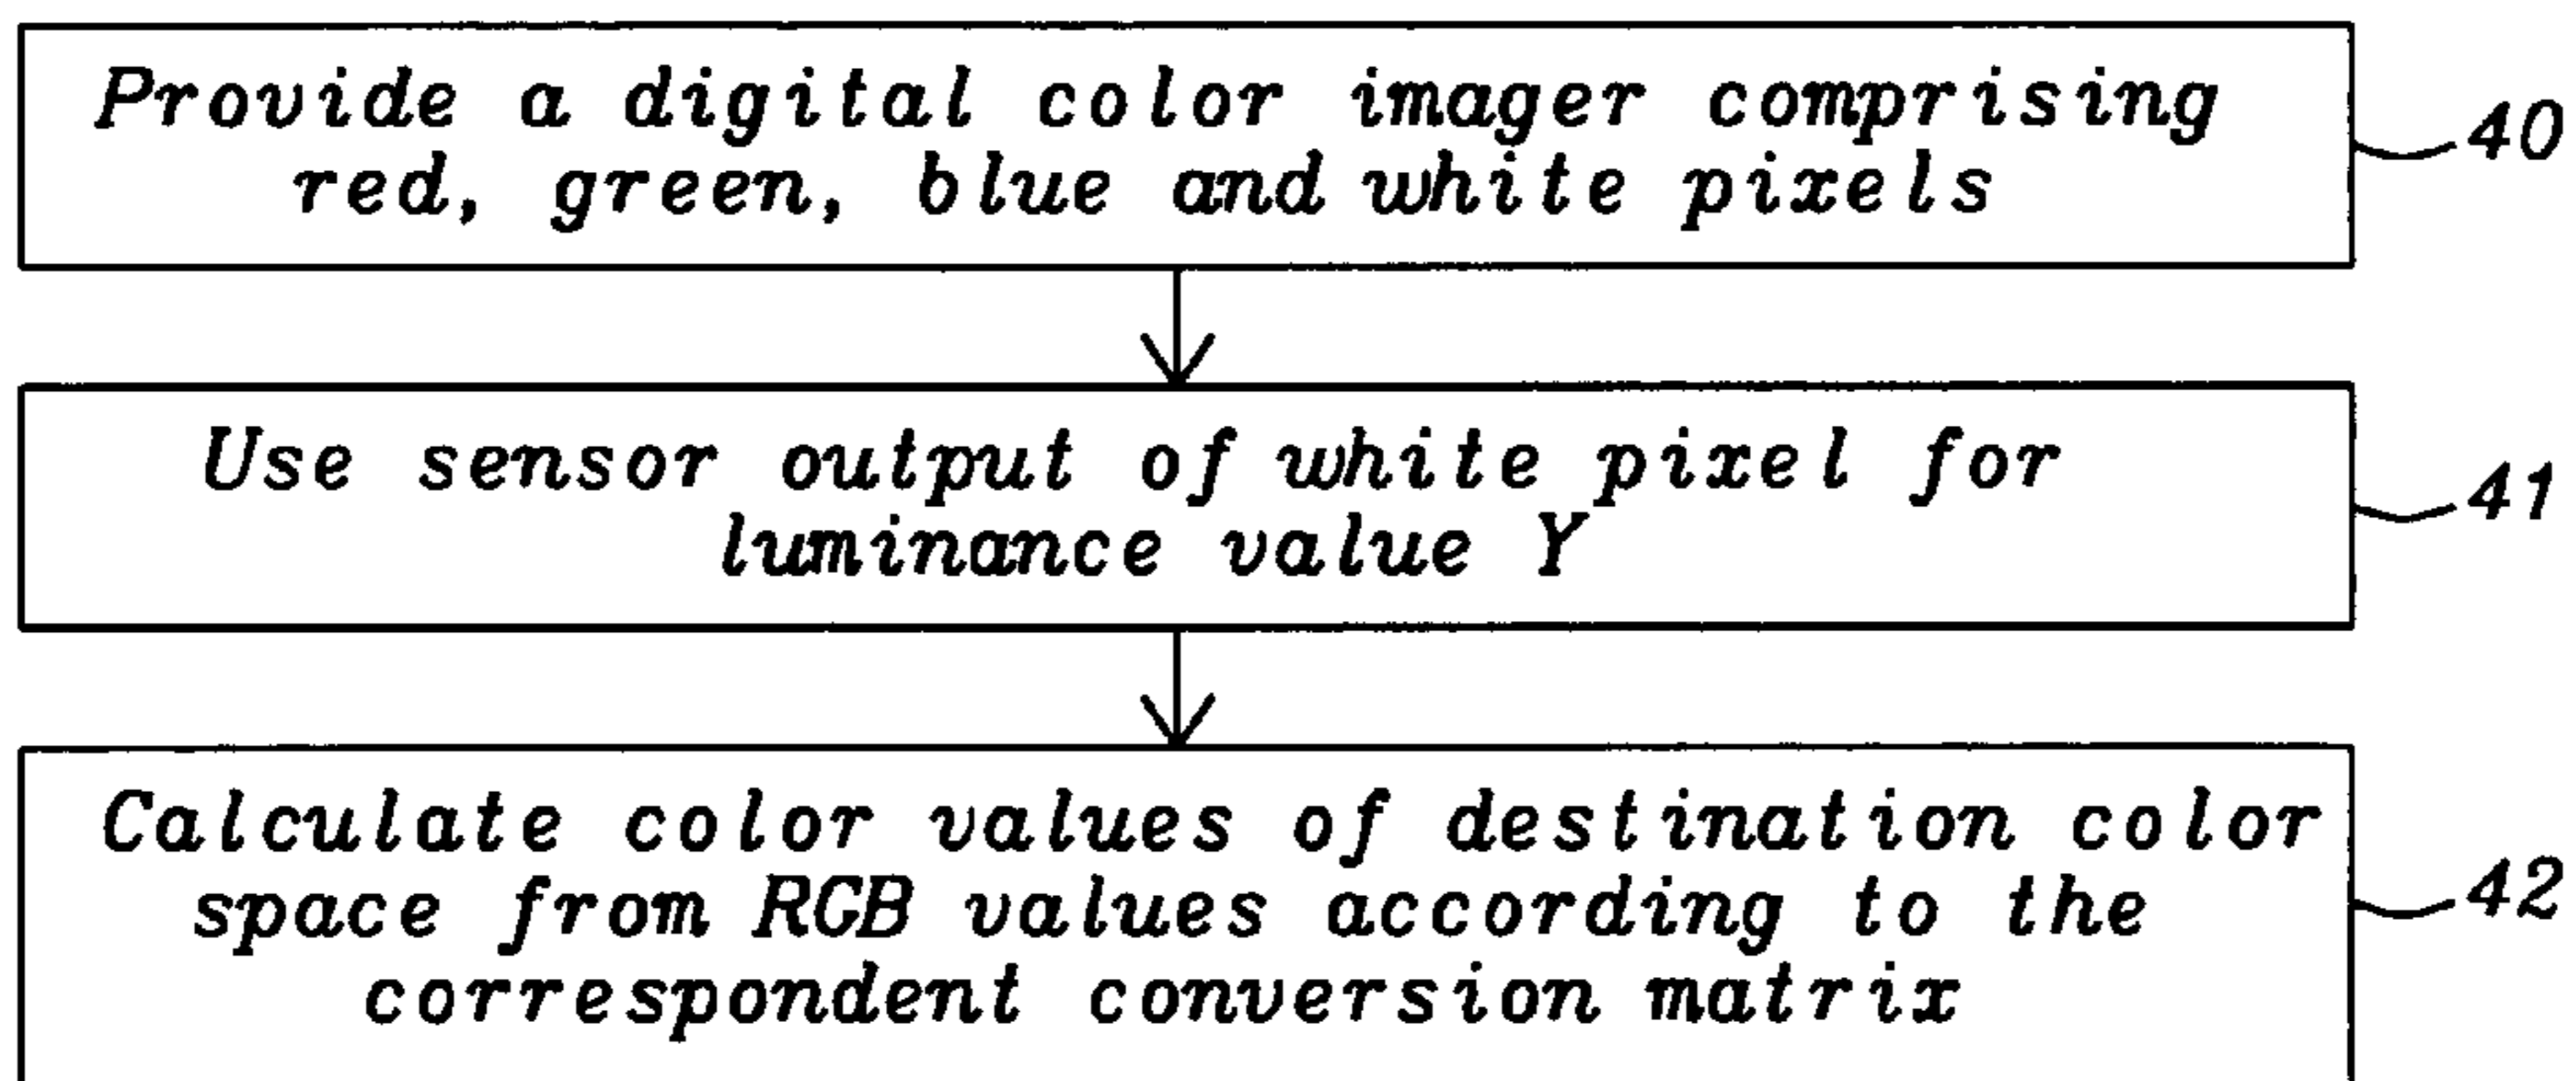 Provide a digital color imager comprising
red, green, blue and white pixels
40
Use sensor output of white pixel for
luminance value Y
41
Calculate color values of destination color
space from RGB values according to the
correspondent conversion matrix
42